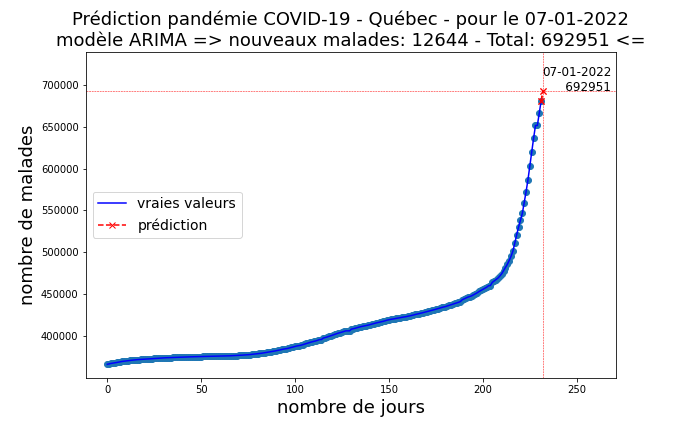 Prédiction pandémie COVID-19 - Québec - pour le 07-01-2022
modèle ARIMA => nouveaux malades: 12644 - Total: 692951 <=
07-01-2022
692951
700000
650000
600000
550000
500000
450000
400000
nombre de malades
vraies valeurs
prédiction
0
50
100
150
200
250
nombre de jours